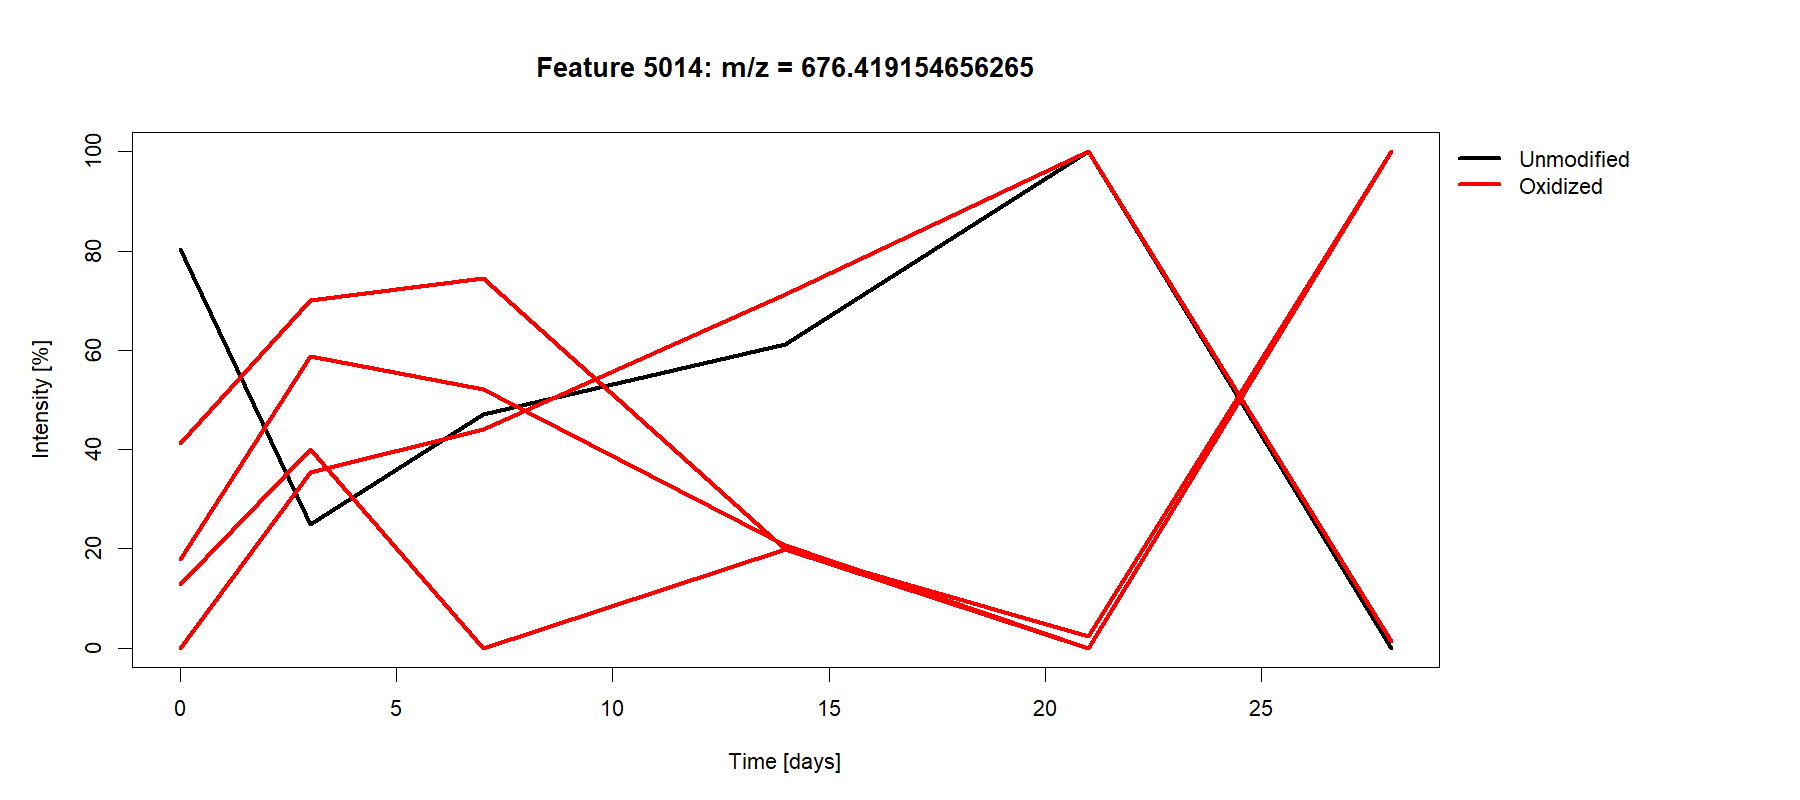 Feature 5014: m/z = 676.419154656265
Unmodified
Oxidized
Intensity [%]
100
80
60
40
20
0
0 5 10 15 20 25
Time [days]